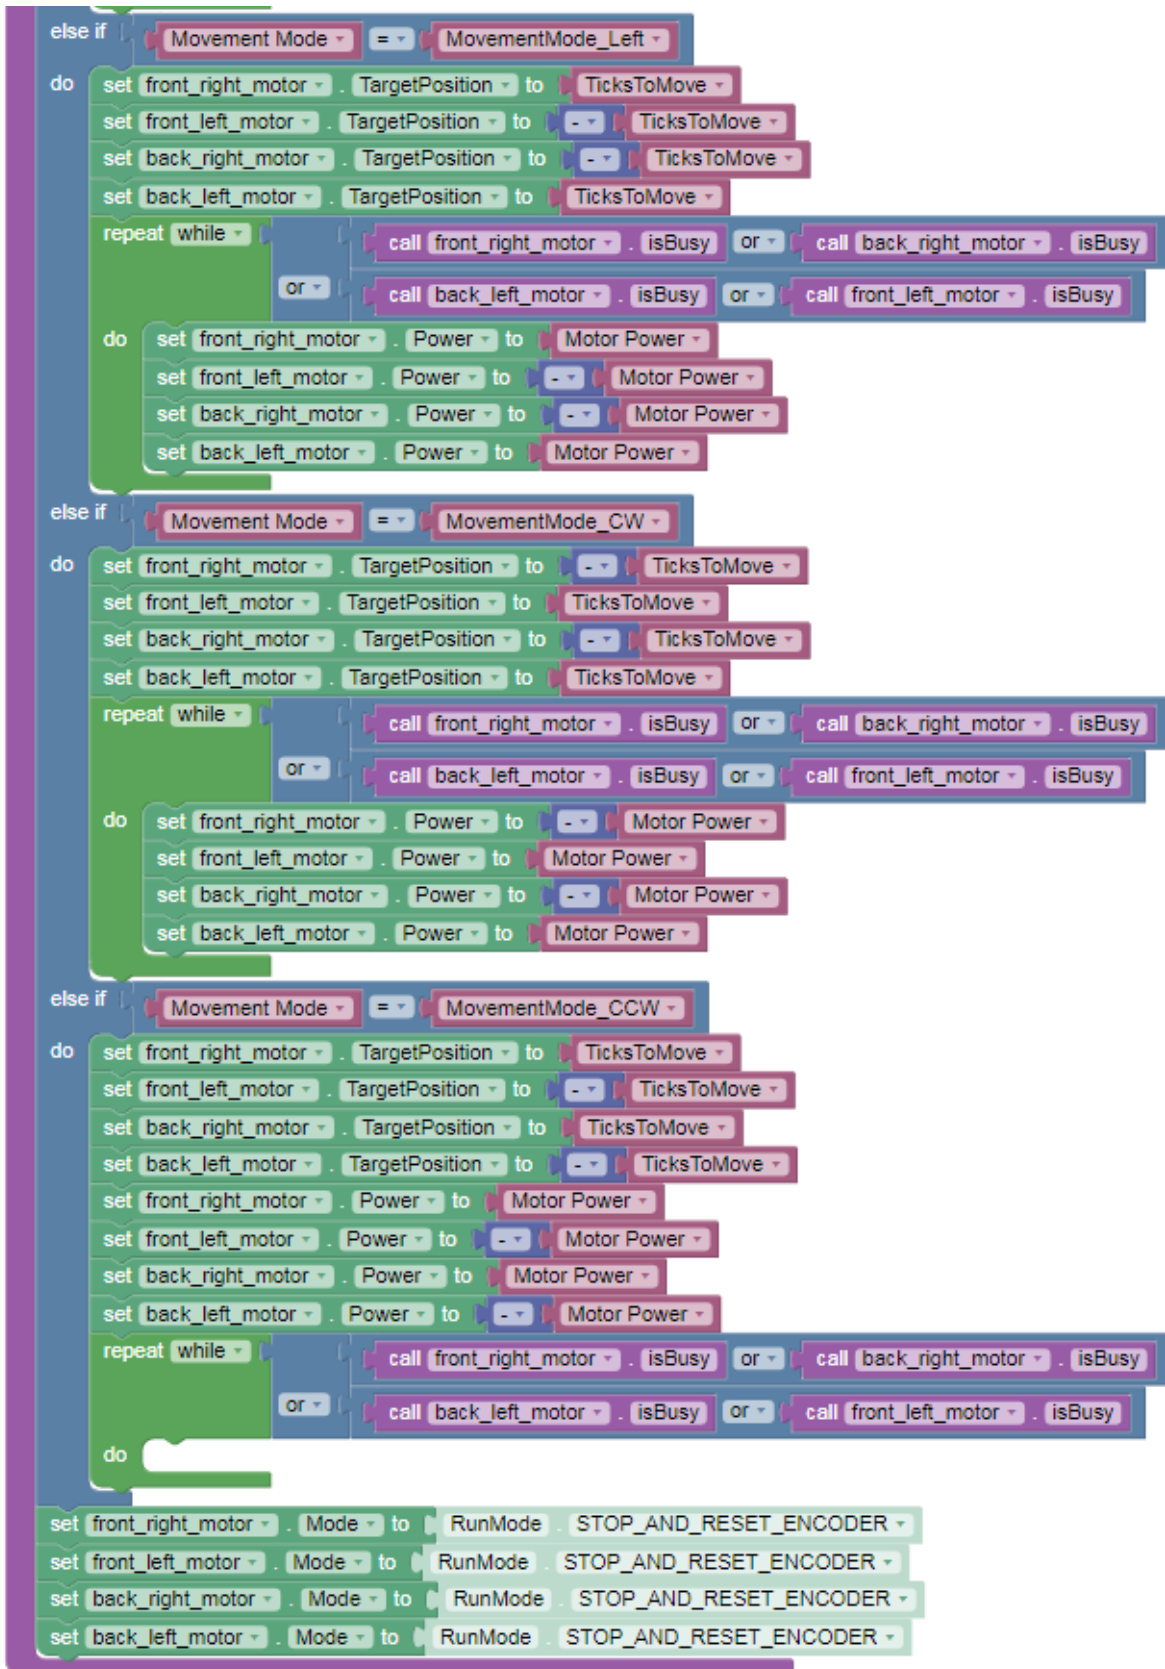 else if Movement Mode = MovementMode_Left
do set front_right_motor . TargetPosition to TicksToMove
set front_left_motor . TargetPosition to - TicksToMove
set back_right_motor . TargetPosition to - TicksToMove
set back_left_motor . TargetPosition to TicksToMove
repeat while call front_right_motor . isBusy or call back_right_motor . isBusy
or call back_left_motor . isBusy or call front_left_motor . isBusy
do set front_right_motor . Power to Motor Power
set front_left_motor . Power to - Motor Power
set back_right_motor . Power to - Motor Power
set back_left_motor . Power to Motor Power
else if Movement Mode = MovementMode_CW
do set front_right_motor . TargetPosition to - TicksToMove
set front_left_motor . TargetPosition to TicksToMove
set back_right_motor . TargetPosition to - TicksToMove
set back_left_motor . TargetPosition to TicksToMove
repeat while call front_right_motor . isBusy or call back_right_motor . isBusy
or call back_left_motor . isBusy or call front_left_motor . isBusy
do set front_right_motor . Power to - Motor Power
set front_left_motor . Power to Motor Power
set back_right_motor . Power to - Motor Power
set back_left_motor . Power to Motor Power
else if Movement Mode = MovementMode_CCW
do set front_right_motor . TargetPosition to TicksToMove
set front_left_motor . TargetPosition to - TicksToMove
set back_right_motor . TargetPosition to TicksToMove
set back_left_motor . TargetPosition to - TicksToMove
set front_right_motor . Power to Motor Power
set front_left_motor . Power to - Motor Power
set back_right_motor . Power to Motor Power
set back_left_motor . Power to - Motor Power
repeat while call front_right_motor . isBusy or call back_right_motor . isBusy
or call back_left_motor . isBusy or call front_left_motor . isBusy
do
set front_right_motor . Mode to RunMode . STOP_AND_RESET_ENCODER
set front_left_motor . Mode to RunMode . STOP_AND_RESET_ENCODER
set back_right_motor . Mode to RunMode . STOP_AND_RESET_ENCODER
set back_left_motor . Mode to RunMode . STOP_AND_RESET_ENCODER